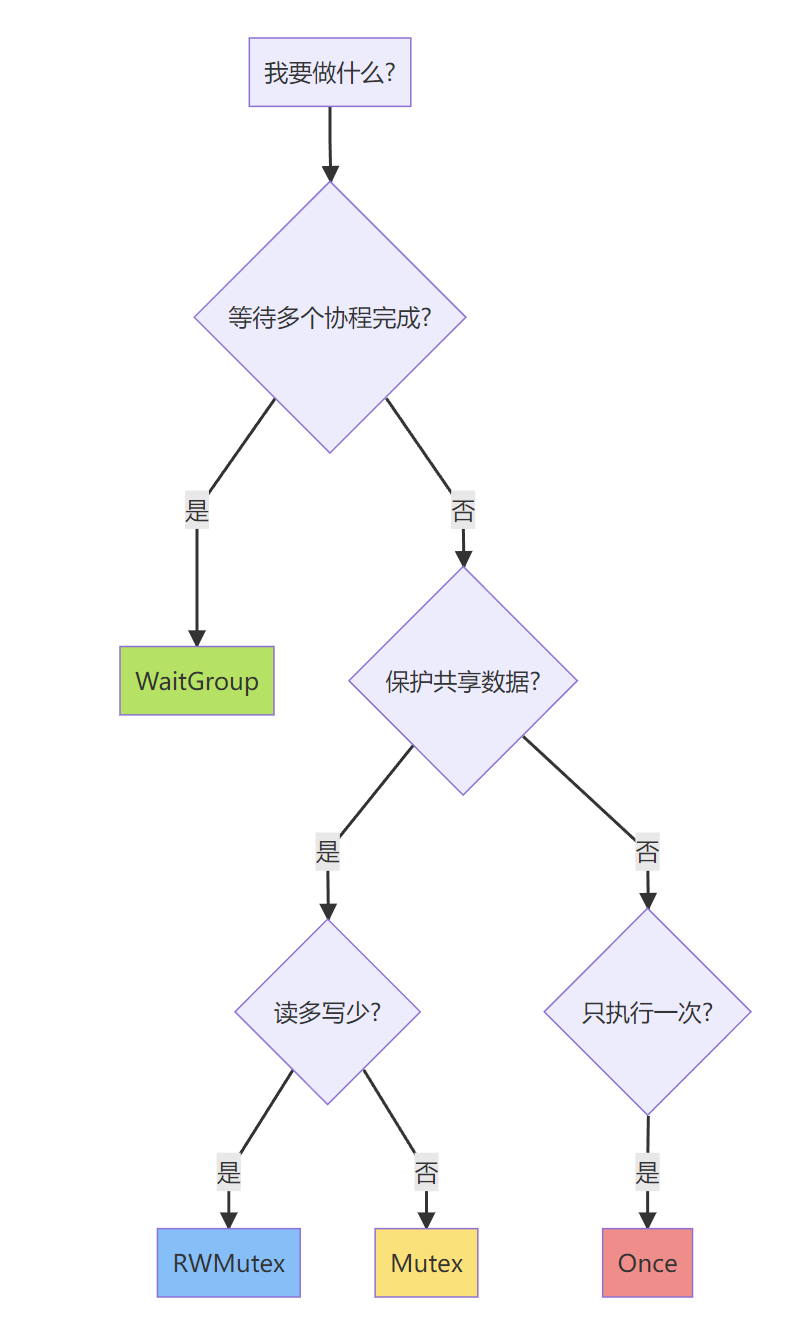 我要做什么?
等待多个协程完成?
是
否
WaitGroup
保护共享数据?
是
否
读多写少?
只执行一次?
是
否
是
RWMutex
Mutex
Once